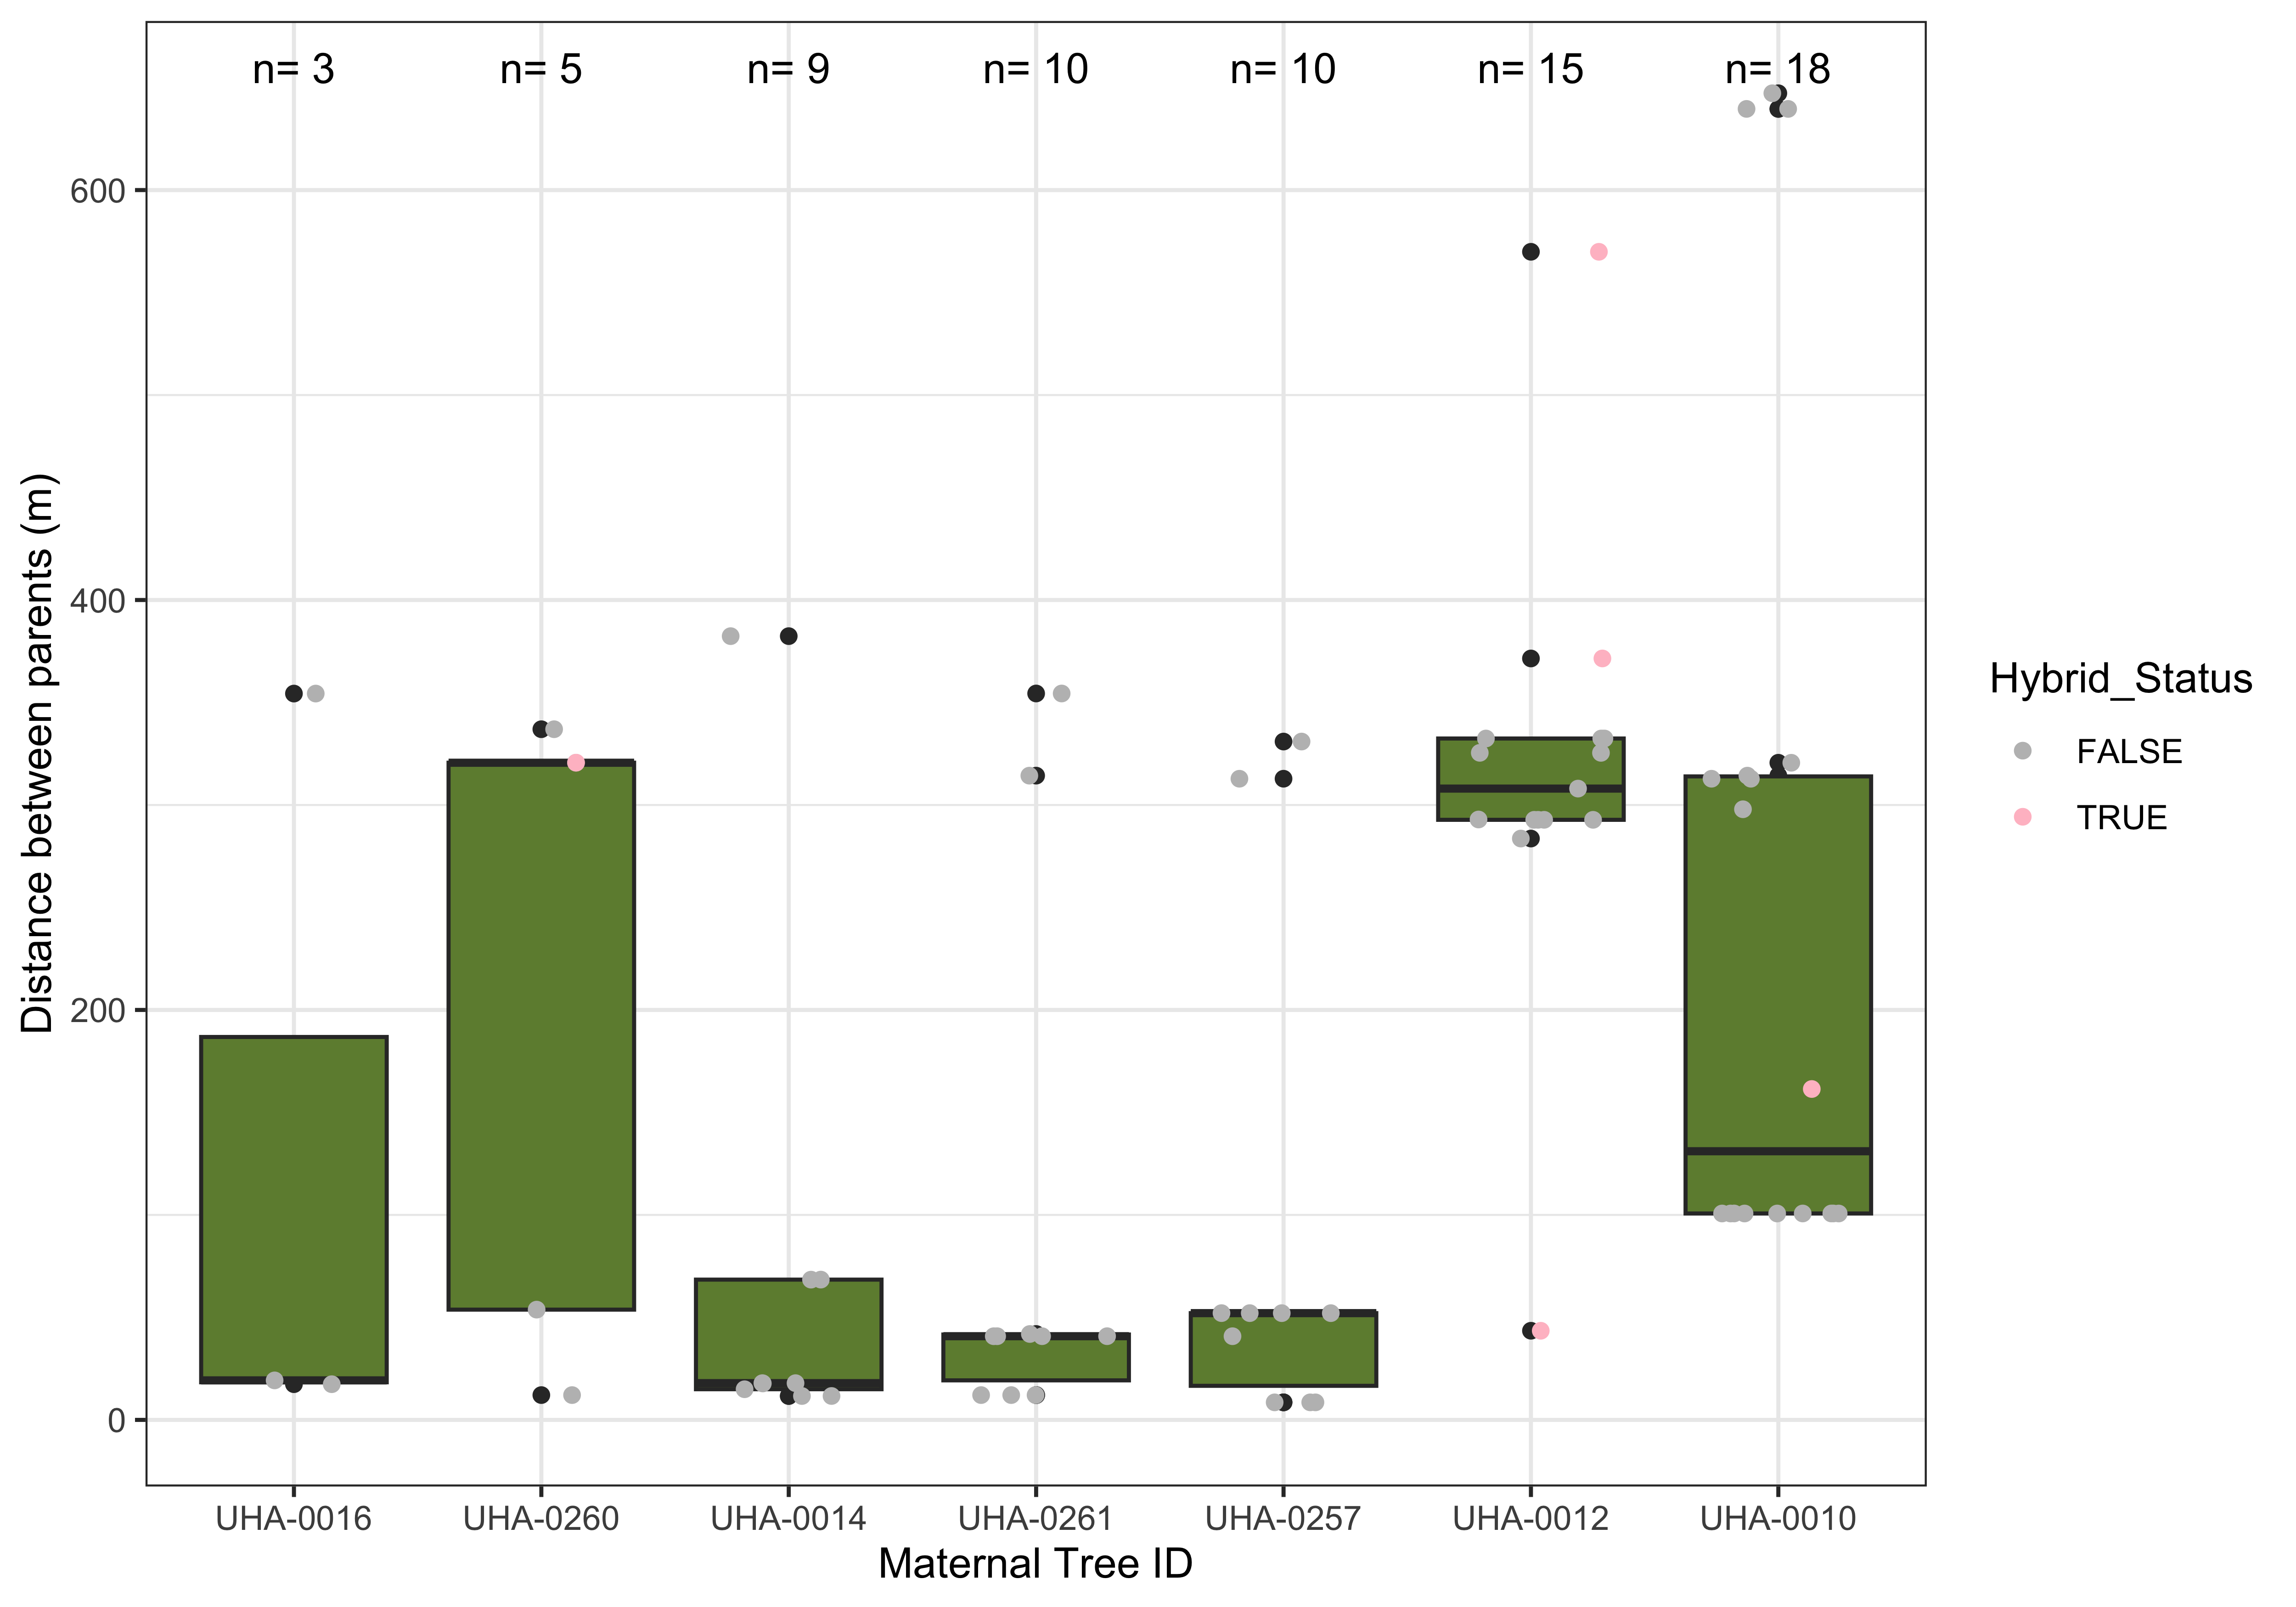 n= 3 n= 5 n= 9 n= 10 n= 10 n= 15 n= 18
600
400
200
0
Distance between parents (m)
UHA-0016 UHA-0260 UHA-0014 UHA-0261 UHA-0257 UHA-0012 UHA-0010
Maternal Tree ID
Hybrid_Status
FALSE
TRUE